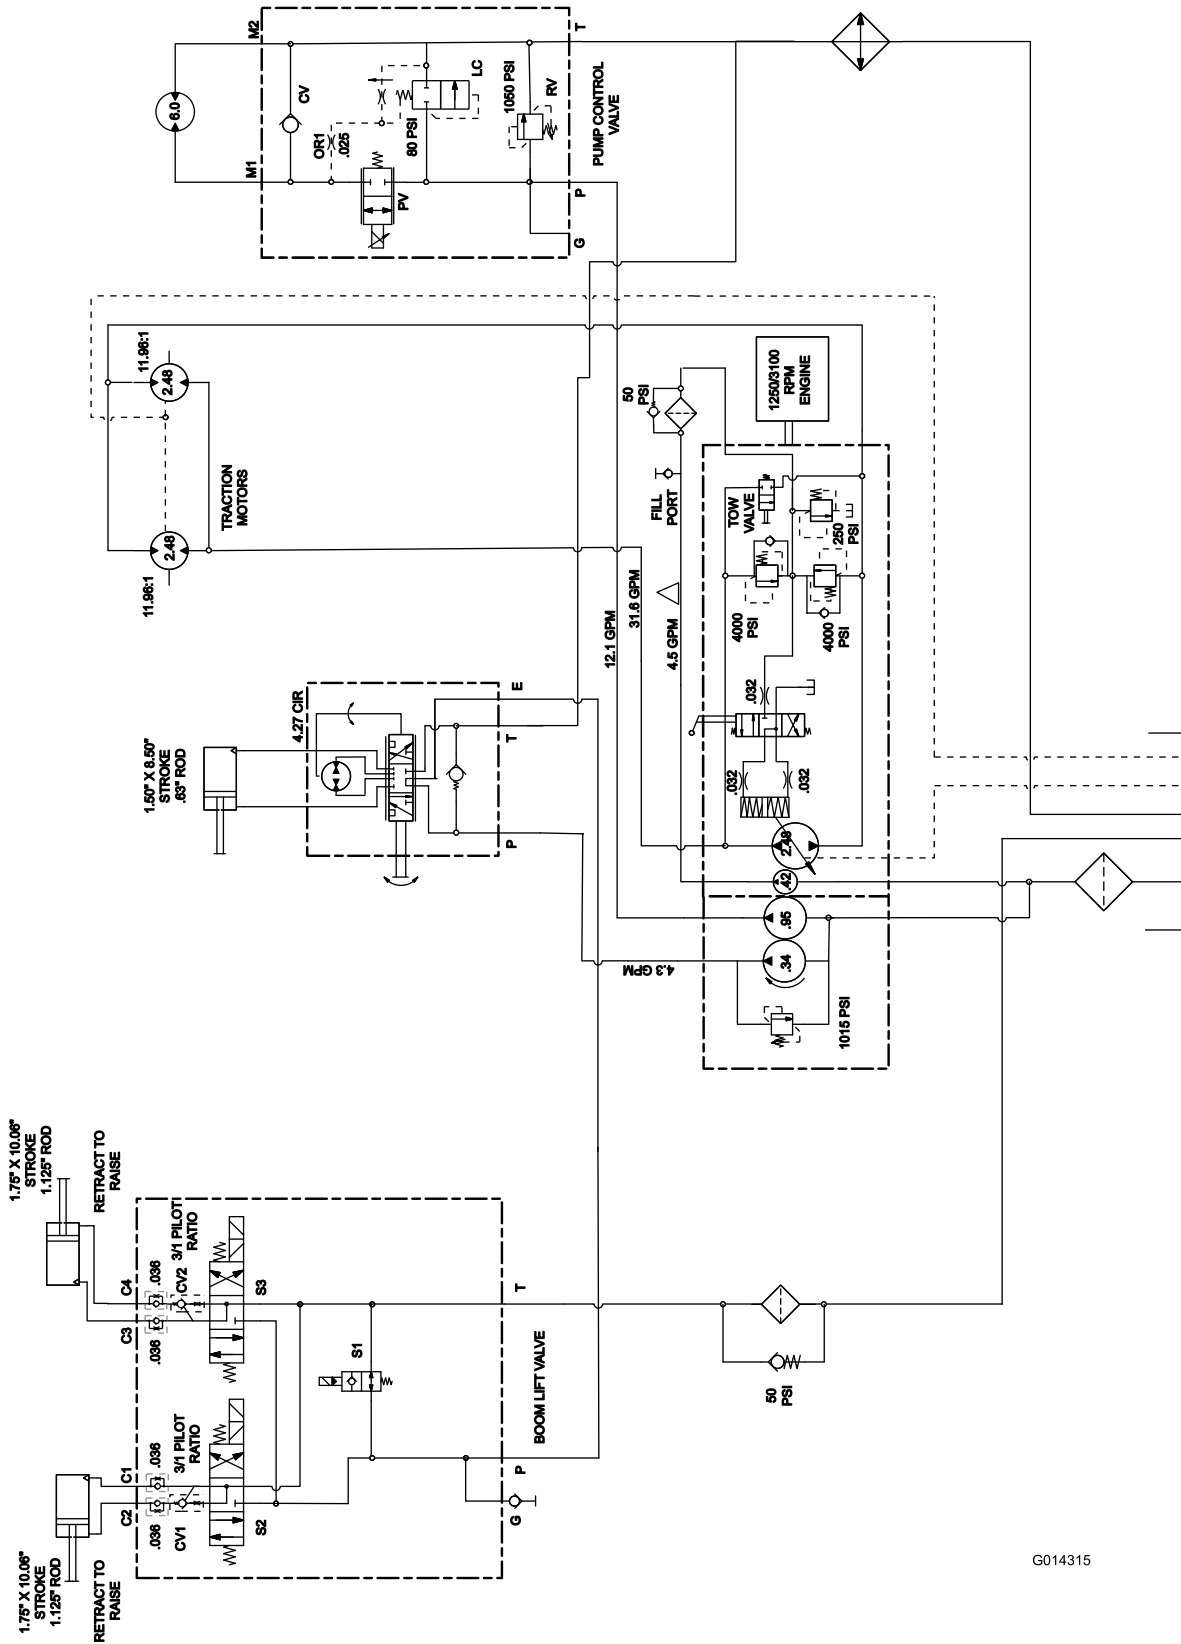 M2
T
6.0
CV
LC
1050 PSI
RV
OR1
.025
80 PSI
PUMP CONTROL
VALVE
M1
PV
P
G
11.96:1
2.48
TRACTION
MOTORS
2.48
11.96:1
50
PSI
1250/3100
RPM
ENGINE
FILL
PORT
TOW
VALVE
250
PSI
4000
PSI
4000
PSI
12.1 GPM
31.6 GPM
4.5 GPM
.032
.032
.032
2.48
.42
.95
.34
4.3 GPM
1015 PSI
1.50" X 8.50"
STROKE
.63" ROD
4.27 CIR
E
T
P
1.75" X 10.06"
STROKE
1.125" ROD
RETRACT TO
RAISE
C4
.036
CV2
3/1 PILOT
RATIO
C3
.036
S3
T
S1
BOOM LIFT VALVE
P
G
C1
.036
3/1 PILOT
RATIO
C2
.036
CV1
S2
1.75" X 10.06"
STROKE
1.125" ROD
RETRACT TO
RAISE
50
PSI
G014315